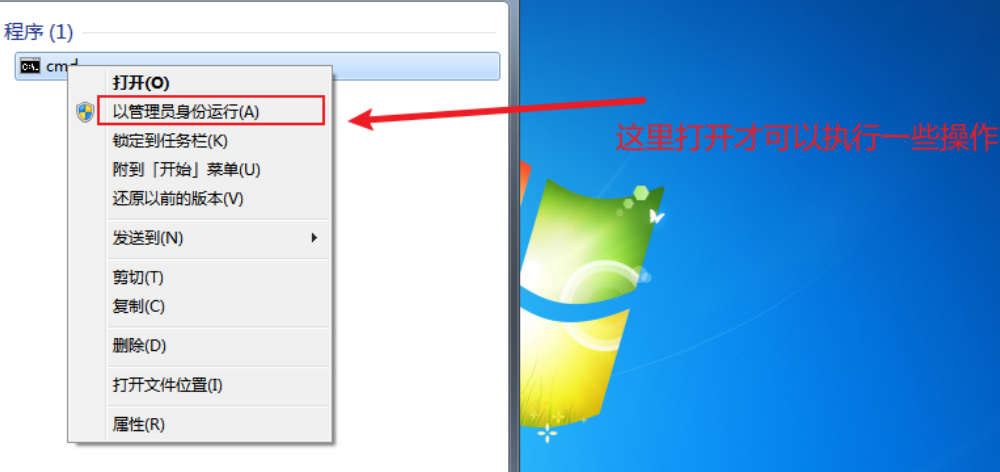 程序 (1)
cmd
打开(O)
以管理员身份运行(A)
锁定到任务栏(K)
附到「开始」菜单(U)
还原以前的版本(V)
发送到(N)
剪切(T)
复制(C)
删除(D)
打开文件位置(I)
属性(R)
这里打开才可以执行一些操作